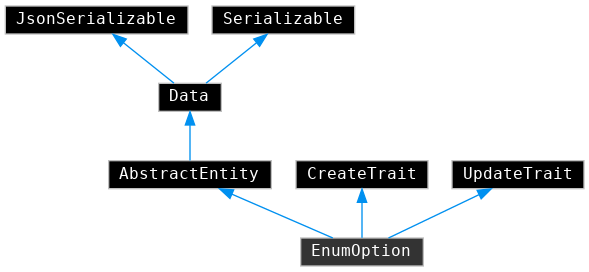 JsonSerializable
Serializable
Data
AbstractEntity
CreateTrait
UpdateTrait
EnumOption